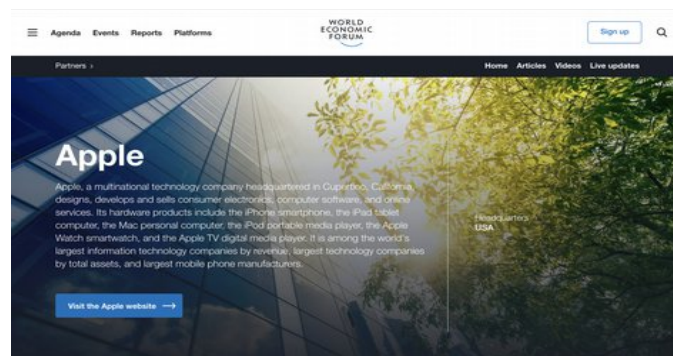 Agenda Events Reports Platforms
WORLD
ECONOMIC
FORUM
Sign up
Partners ›
Home Articles Videos Live updates
Apple
Apple, a multinational technology company headquartered in Cupertino, California,
designs, develops and sells consumer electronics, computer software, and online
services. Its hardware products include the iPhone smartphone, the iPad tablet
computer, the Mac personal computer, the iPod portable media player, the Apple
Watch smartwatch, and the Apple TV digital media player. It is among the world's
largest information technology companies by revenue, largest technology companies
by total assets, and largest mobile phone manufacturers.
Headquarters
USA
Visit the Apple website →